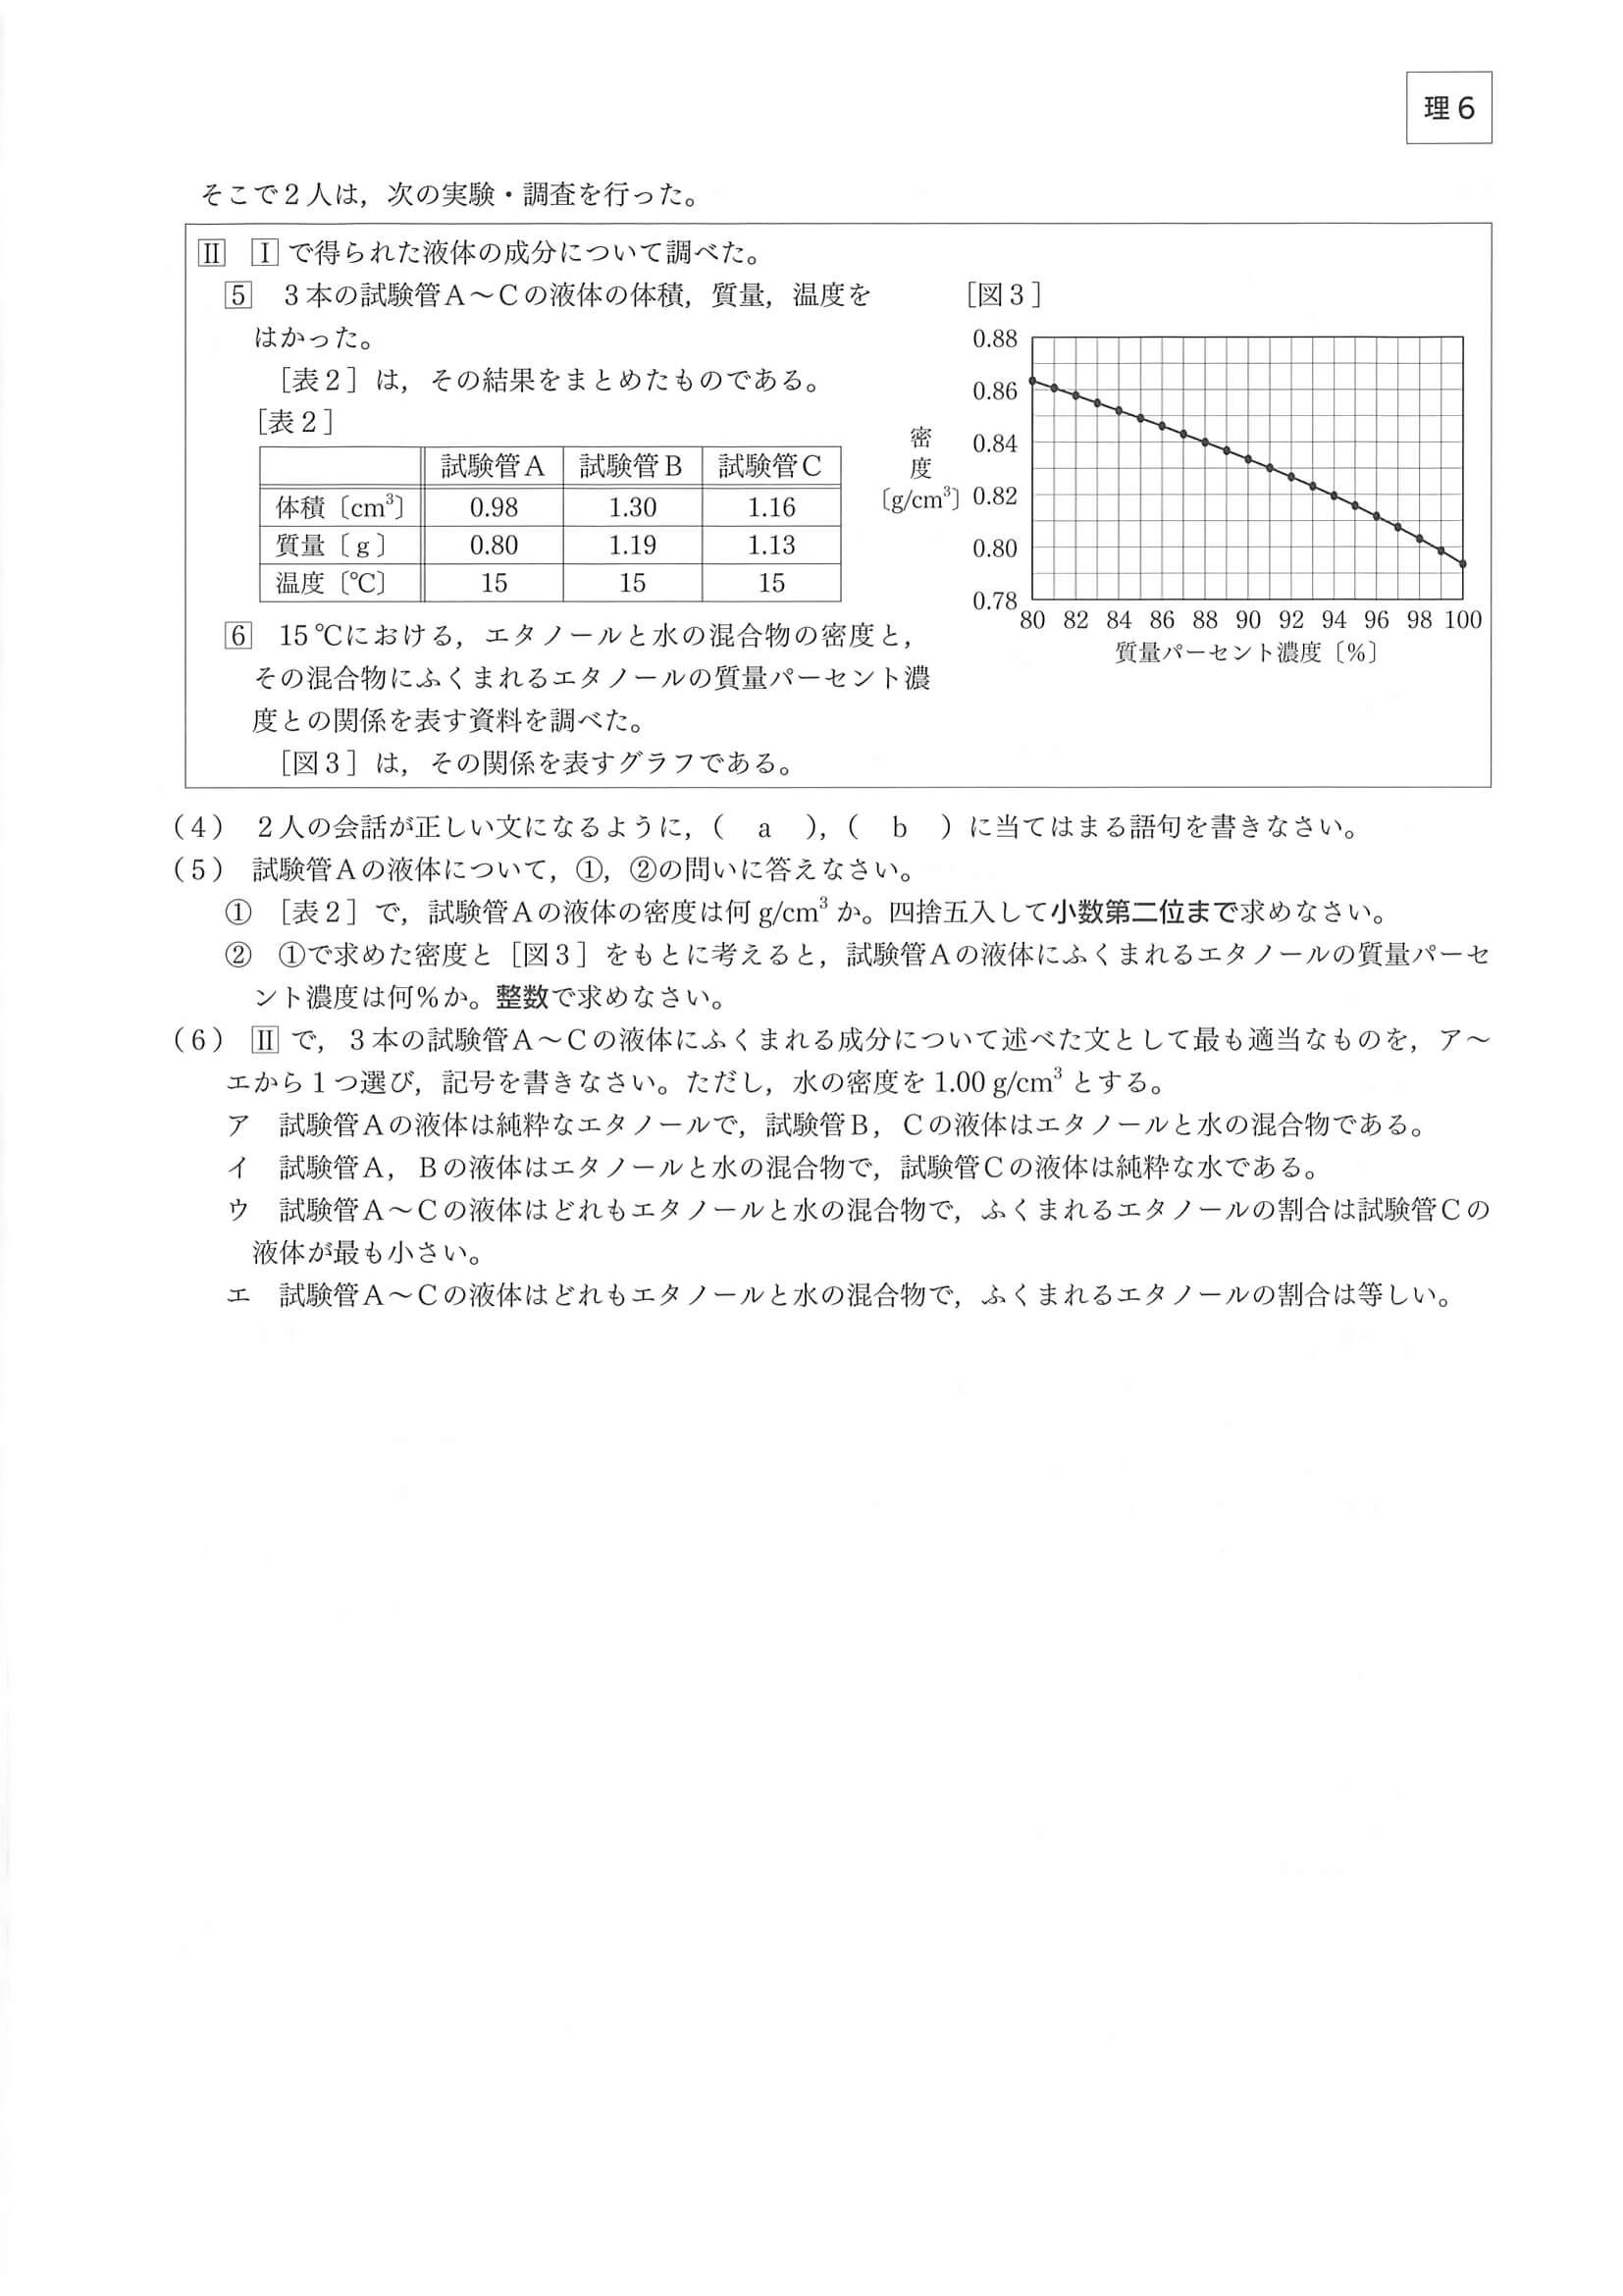 理6
そこで2人は，次の実験・調査を行った。
Ⅱ　Ⅰで得られた液体の成分について調べた。
5　3本の試験管A～Cの液体の体積，質量，温度を
はかった。
［表2］は，その結果をまとめたものである。
［表2］
試験管A　試験管B　試験管C
体積〔cm³〕　0.98　1.30　1.16
質量〔g〕　0.80　1.19　1.13
温度〔℃〕　15　15　15
6　15℃における，エタノールと水の混合物の密度と，
その混合物にふくまれるエタノールの質量パーセント濃
度との関係を表す資料を調べた。
［図3］は，その関係を表すグラフである。
［図3］
密度〔g/cm³〕
0.88
0.86
0.84
0.82
0.80
0.78
80　82　84　86　88　90　92　94　96　98　100
質量パーセント濃度〔%〕
（4）　2人の会話が正しい文になるように，（　a　），（　b　）に当てはまる語句を書きなさい。
（5）　試験管Aの液体について，①，②の問いに答えなさい。
①　［表2］で，試験管Aの液体の密度は何g/cm³か。四捨五入して小数第二位まで求めなさい。
②　①で求めた密度と［図3］をもとに考えると，試験管Aの液体にふくまれるエタノールの質量パーセ
ント濃度は何%か。整数で求めなさい。
（6）　Ⅱで，3本の試験管A～Cの液体にふくまれる成分について述べた文として最も適当なものを，ア～
エから1つ選び，記号を書きなさい。ただし，水の密度を1.00 g/cm³とする。
ア　試験管Aの液体は純粋なエタノールで，試験管B，Cの液体はエタノールと水の混合物である。
イ　試験管A，Bの液体はエタノールと水の混合物で，試験管Cの液体は純粋な水である。
ウ　試験管A～Cの液体はどれもエタノールと水の混合物で，ふくまれるエタノールの割合は試験管Cの
液体が最も小さい。
エ　試験管A～Cの液体はどれもエタノールと水の混合物で，ふくまれるエタノールの割合は等しい。